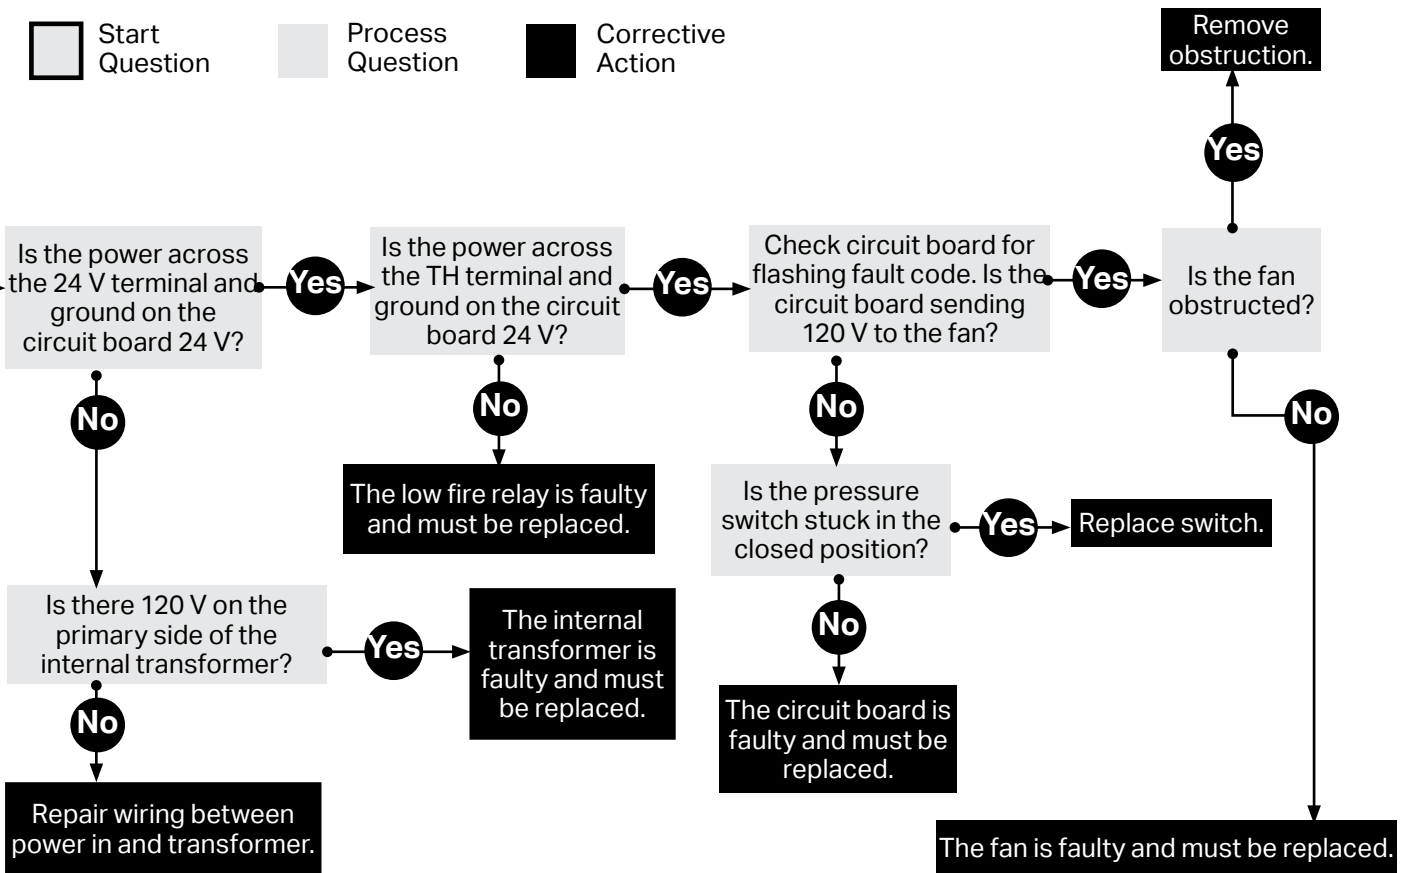 Start
Question
Process
Question
Corrective
Action
Remove
obstruction.
Yes
Is the power across
the 24 V terminal and
ground on the
circuit board 24 V?
Yes
Is the power across
the TH terminal and
ground on the circuit
board 24 V?
Yes
Check circuit board for
flashing fault code. Is the
circuit board sending
120 V to the fan?
Yes
Is the fan
obstructed?
No
No
No
No
The low fire relay is faulty
and must be replaced.
Is the pressure
switch stuck in the
closed position?
Yes
Replace switch.
Is there 120 V on the
primary side of the
internal transformer?
Yes
The internal
transformer is
faulty and must
be replaced.
No
No
The circuit board is
faulty and must be
replaced.
Repair wiring between
power in and transformer.
The fan is faulty and must be replaced.